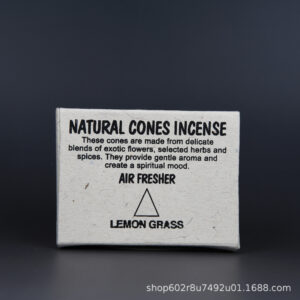 NATURAL CONES INCENSE
These cones are made from delicate
blends of exotic flowers, selected herbs and
spices. They provide gentle aroma and
create a spiritual mood.
AIR FRESHER
LEMON GRASS
shop602r8u7492u01.1688.com